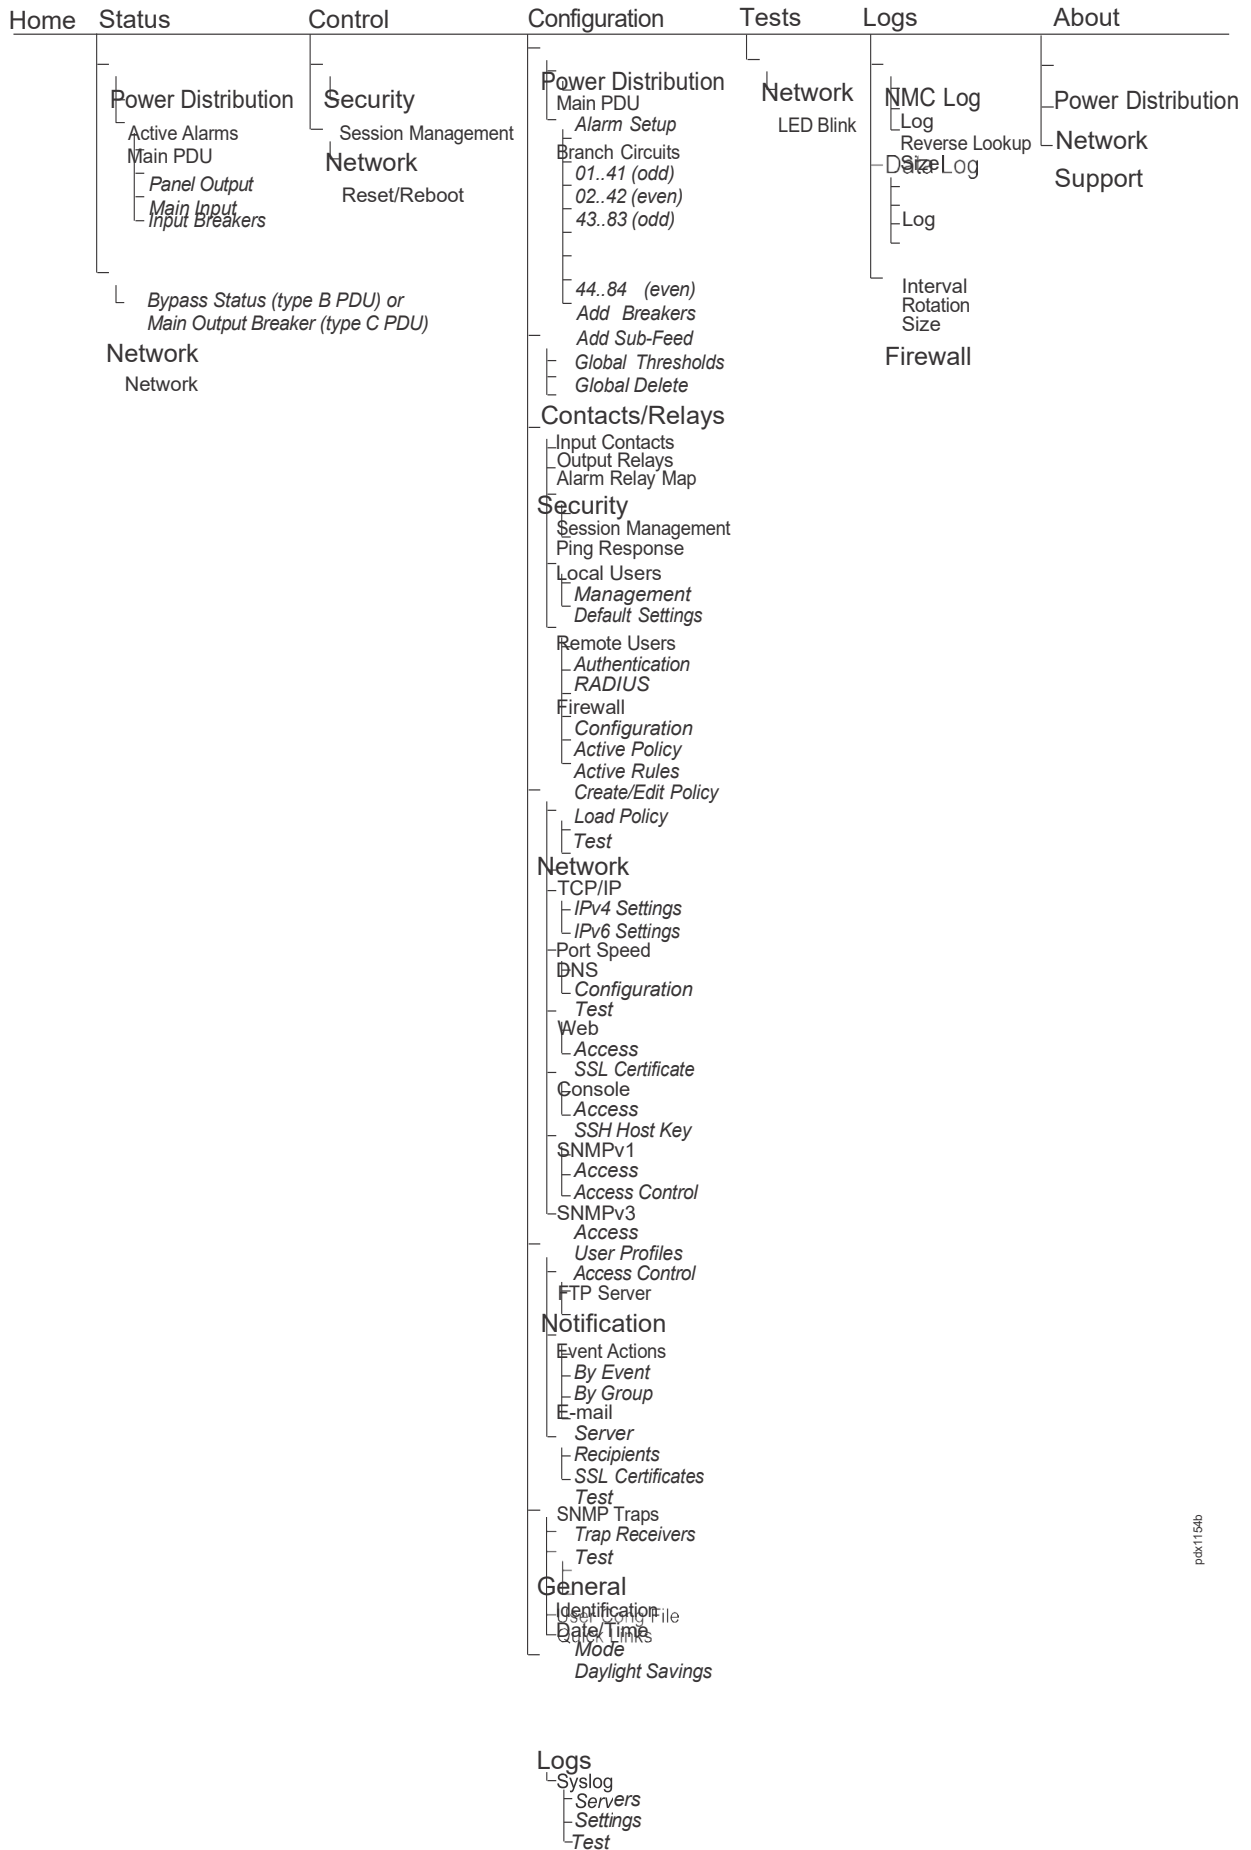 Home Status Control Configuration Tests Logs About
Power Distribution
Active Alarms
Main PDU
Panel Output
Main Input
Input Breakers
Bypass Status (type B PDU) or
Main Output Breaker (type C PDU)
Network
Network
Security
Session Management
Network
Reset/Reboot
Power Distribution
Main PDU
Alarm Setup
Branch Circuits
01..41 (odd)
02..42 (even)
43..83 (odd)
44..84 (even)
Add Breakers
Add Sub-Feed
Global Thresholds
Global Delete
Contacts/Relays
Input Contacts
Output Relays
Alarm Relay Map
Security
Session Management
Ping Response
Local Users
Management
Default Settings
Remote Users
Authentication
RADIUS
Firewall
Configuration
Active Policy
Active Rules
Create/Edit Policy
Load Policy
Test
Network
TCP/IP
IPv4 Settings
IPv6 Settings
Port Speed
DNS
Configuration
Test
Web
Access
SSL Certificate
Console
Access
SSH Host Key
SNMPv1
Access
Access Control
SNMPv3
Access
User Profiles
Access Control
FTP Server
Notification
Event Actions
By Event
By Group
E-mail
Server
Recipients
SSL Certificates
Test
SNMP Traps
Trap Receivers
Test
General
Identification
User Cong File
Date/Time
Quick Links
Mode
Daylight Savings
Logs
Syslog
Servers
Settings
Test
Network
LED Blink
NMC Log
Log
Reverse Lookup
Size
Data Log
Log
Interval
Rotation
Size
Firewall
Power Distribution
Network
Support
pdx1154b